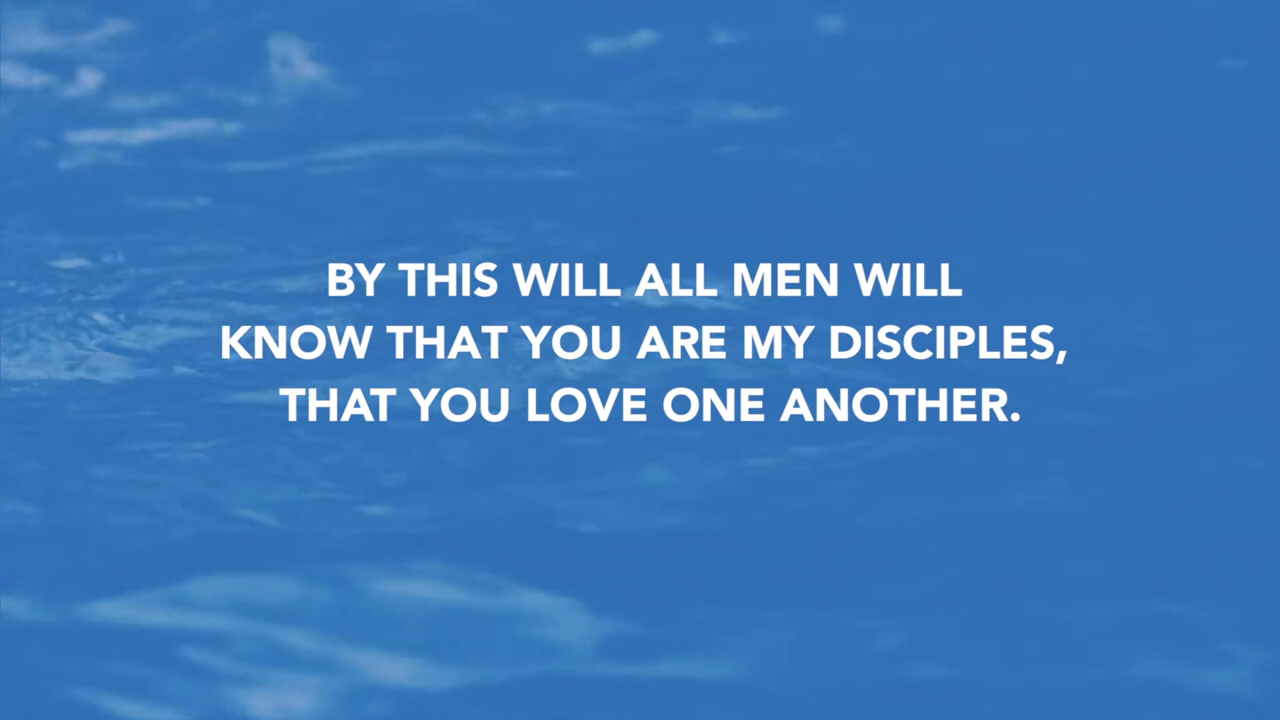 BY THIS WILL ALL MEN WILL
KNOW THAT YOU ARE MY DISCIPLES,
THAT YOU LOVE ONE ANOTHER.